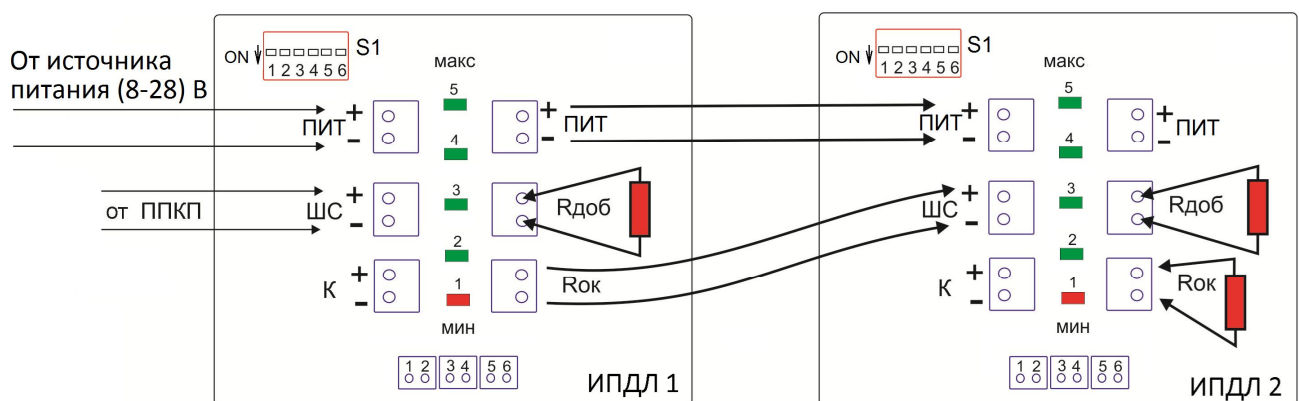 От источника
питания (8-28) В
от ППКП
ON S1
1 2 3 4 5 6
макс
5
4
3
2
1
мин
+ ПИТ -
+ ПИТ -
+ ШС -
Rдоб
+ К -
Rок
1 2 3 4 5 6
ИПДЛ 1
ON S1
1 2 3 4 5 6
макс
5
4
3
2
1
мин
+ ПИТ -
+ ПИТ -
+ ШС -
Rдоб
+ К -
Rок
1 2 3 4 5 6
ИПДЛ 2